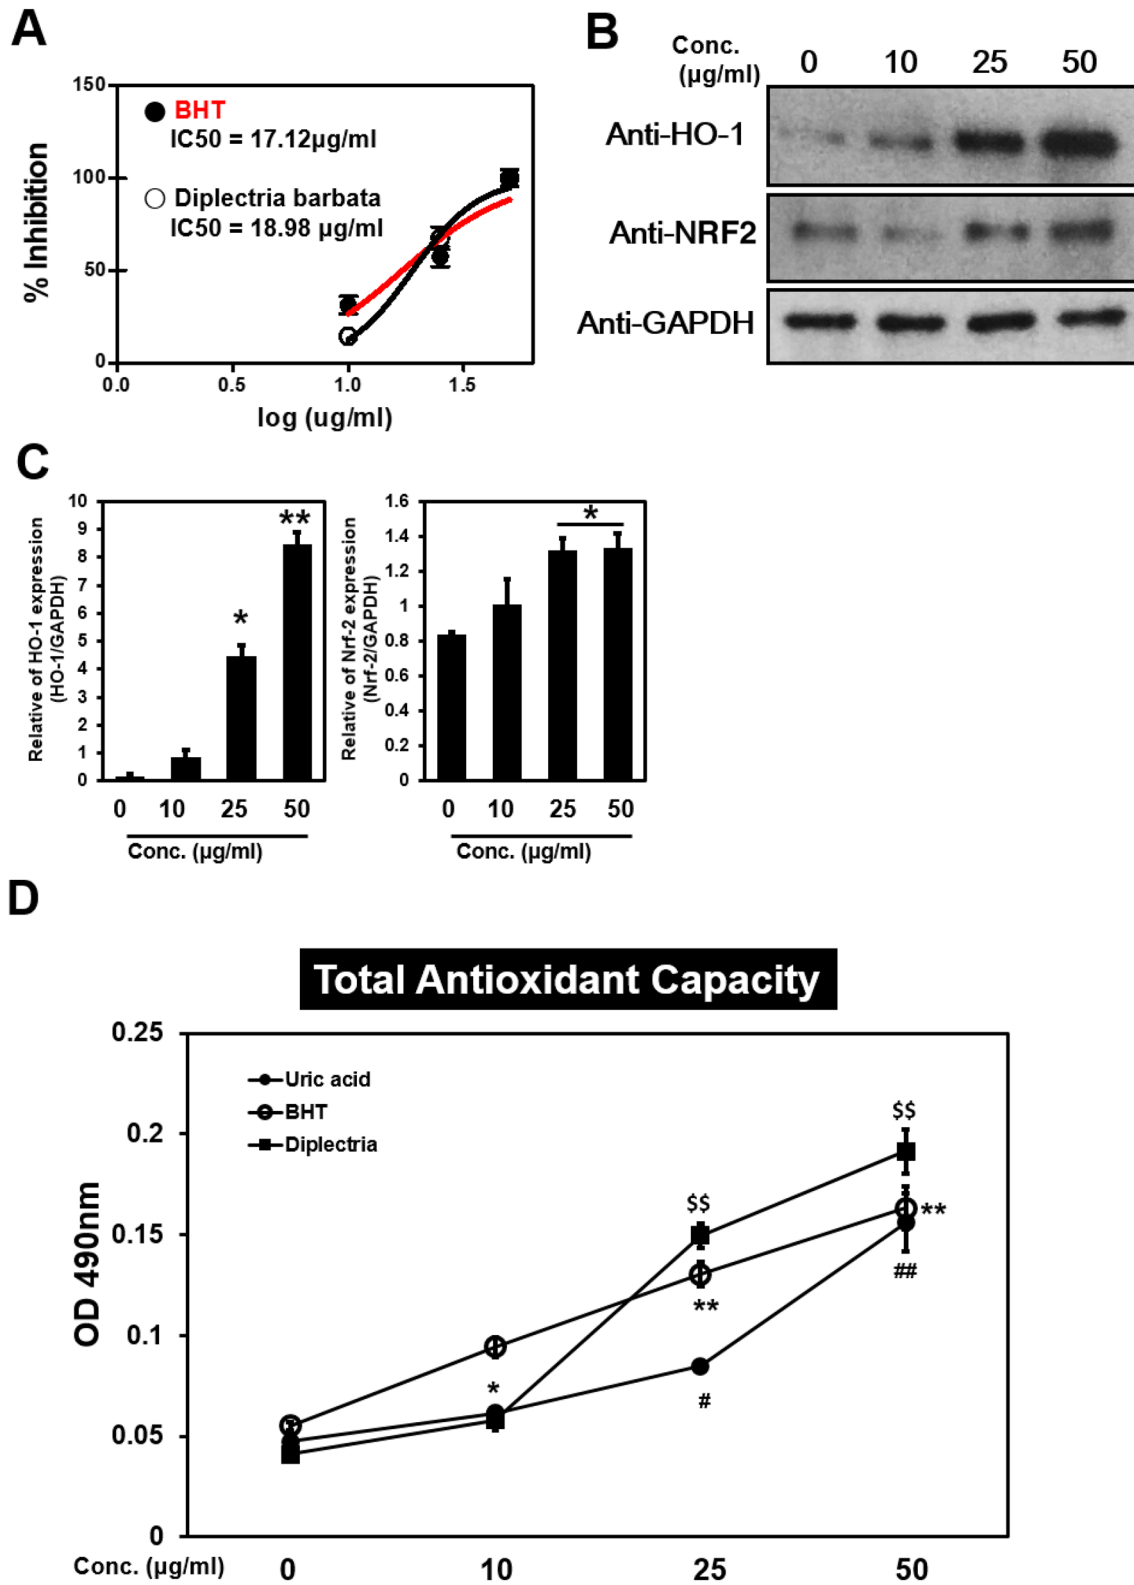 A
150
100
50
0
% Inhibition
BHT
IC50 = 17.12µg/ml
Diplectria barbata
IC50 = 18.98 µg/ml
0.0 0.5 1.0 1.5
log (ug/ml)
B
Conc.
(µg/ml)
0 10 25 50
Anti-HO-1
Anti-NRF2
Anti-GAPDH
C
Relative of HO-1 expression
(HO-1/GAPDH)
10
9
8
7
6
5
4
3
2
1
0
*
**
0 10 25 50
Conc. (µg/ml)
Relative of Nrf-2 expression
(Nrf-2/GAPDH)
1.6
1.4
1.2
1
0.8
0.6
0.4
0.2
0
*
0 10 25 50
Conc. (µg/ml)
D
Total Antioxidant Capacity
OD 490nm
0.25
0.2
0.15
0.1
0.05
0
Uric acid
BHT
Diplectria
*
$$
**
#
$$
**
##
Conc. (µg/ml) 0 10 25 50